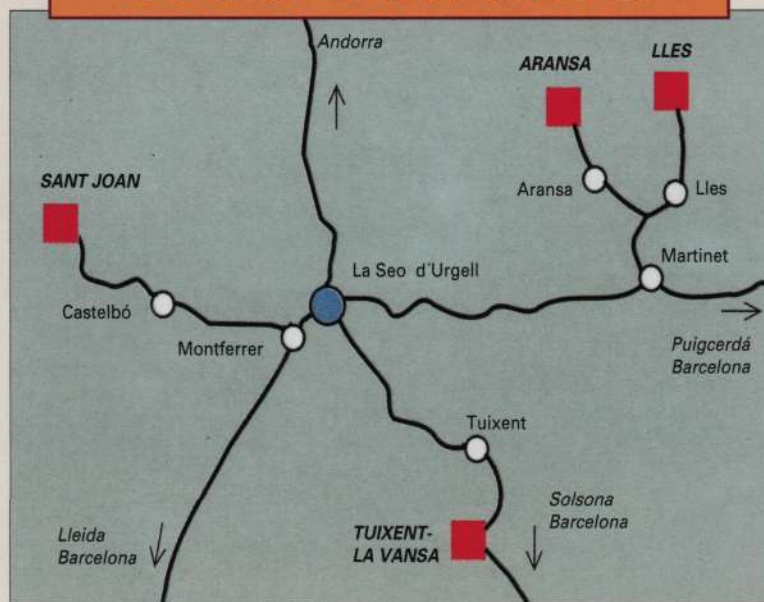 Andorra
ARANSA
LLES
SANT JOAN
Aransa
Lles
La Seo d´Urgell
Martinet
Castelbó
Montferrer
Puigcerdá
Barcelona
Tuixent
Lleida
Barcelona
TUIXENT-
LA VANSA
Solsona
Barcelona